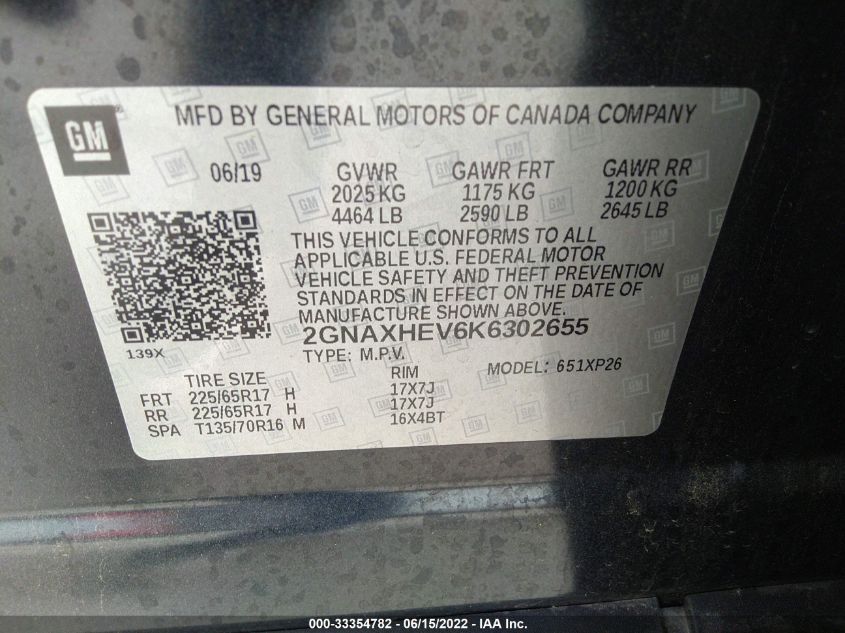 GM
MFD BY GENERAL MOTORS OF CANADA COMPANY
06/19 GVWR GAWR FRT GAWR RR
2025 KG 1175 KG 1200 KG
4464 LB 2590 LB 2645 LB
THIS VEHICLE CONFORMS TO ALL
APPLICABLE U.S. FEDERAL MOTOR
VEHICLE SAFETY AND THEFT PREVENTION
STANDARDS IN EFFECT ON THE DATE OF
MANUFACTURE SHOWN ABOVE.
2GNAXHEV6K6302655
139X
TYPE: M.P.V. MODEL: 651XP26
TIRE SIZE RIM
FRT 225/65R17 H 17X7J
RR 225/65R17 H 17X7J
SPA T135/70R16 M 16X4BT
000-33354782 - 06/15/2022 - IAA Inc.